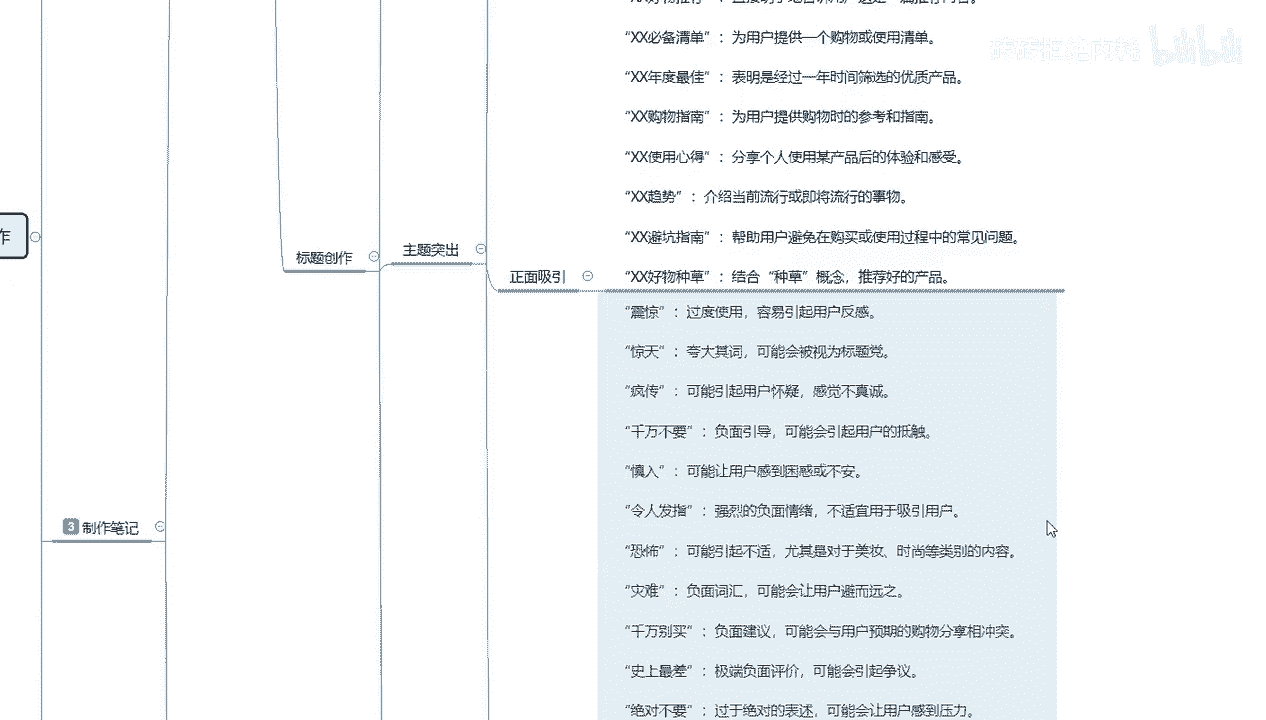 “XX必备清单”：为用户提供一个购物或使用清单。
“XX年度最佳”：表明是经过一年时间筛选的优质产品。
“XX购物指南”：为用户提供购物时的参考和指南。
“XX使用心得”：分享个人使用某产品后的体验和感受。
“XX趋势”：介绍当前流行或即将流行的事物。
“XX避坑指南”：帮助用户避免在购买或使用过程中的常见问题。
“XX好物种草”：结合“种草”概念，推荐好的产品。
作
标题创作
主题突出
正面吸引
“震惊”：过度使用，容易引起用户反感。
“惊天”：夸大其词，可能会被视为标题党。
“疯传”：可能引起用户怀疑，感觉不真诚。
“千万不要”：负面引导，可能会引起用户的抵触。
“慎入”：可能让用户感到困惑或不安。
“令人发指”：强烈的负面情绪，不适宜用于吸引用户。
3 制作笔记
“恐怖”：可能引起不适，尤其是对于美妆、时尚等类别的内容。
“灾难”：负面词汇，可能会让用户避而远之。
“千万别买”：负面建议，可能会与用户预期的购物分享相冲突。
“史上最差”：极端负面评价，可能会引起争议。
“绝对不要”：过于绝对的表述，可能会让用户感到压力。
bilibili